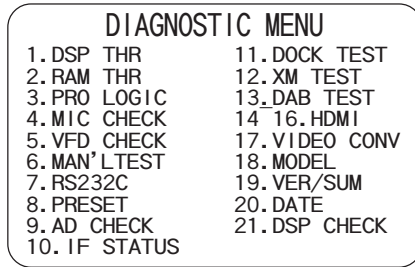 DIAGNOSTIC MENU
1.DSP THR
2.RAM THR
3.PRO LOGIC
4.MIC CHECK
5.VFD CHECK
6.MAN'LTEST
7.RS232C
8.PRESET
9.AD CHECK
10.IF STATUS
11.DOCK TEST
12.XM TEST
13.DAB TEST
14~16.HDMI
17.VIDEO CONV
18.MODEL
19.VER/SUM
20.DATE
21.DSP CHECK